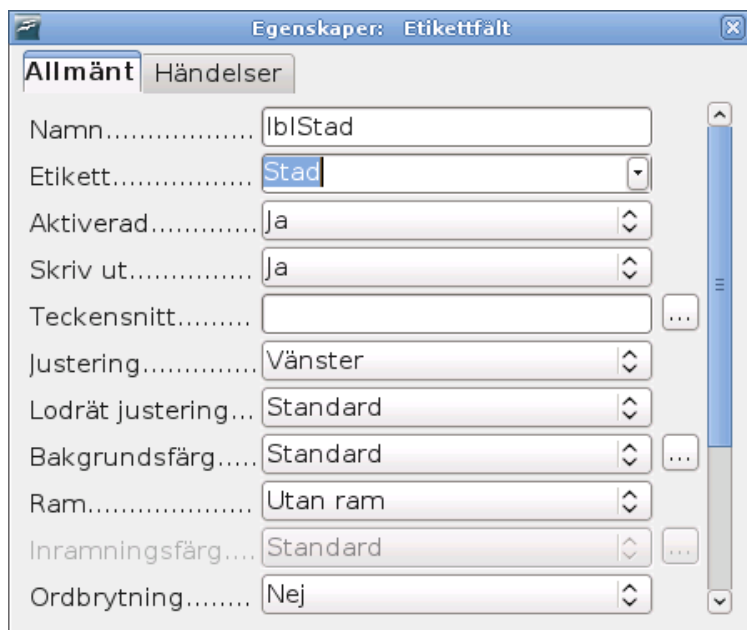 Egenskaper: Etikettfält
Allmänt Händelser
Namn.................. lblStad
Etikett................. Stad
Aktiverad............. Ja
Skriv ut............... Ja
Teckensnitt......... ...
Justering.............. Vänster
Lodrät justering... Standard
Bakgrundsfärg..... Standard ...
Ram.................... Utan ram
Inramningsfärg.... Standard ...
Ordbrytning........ Nej